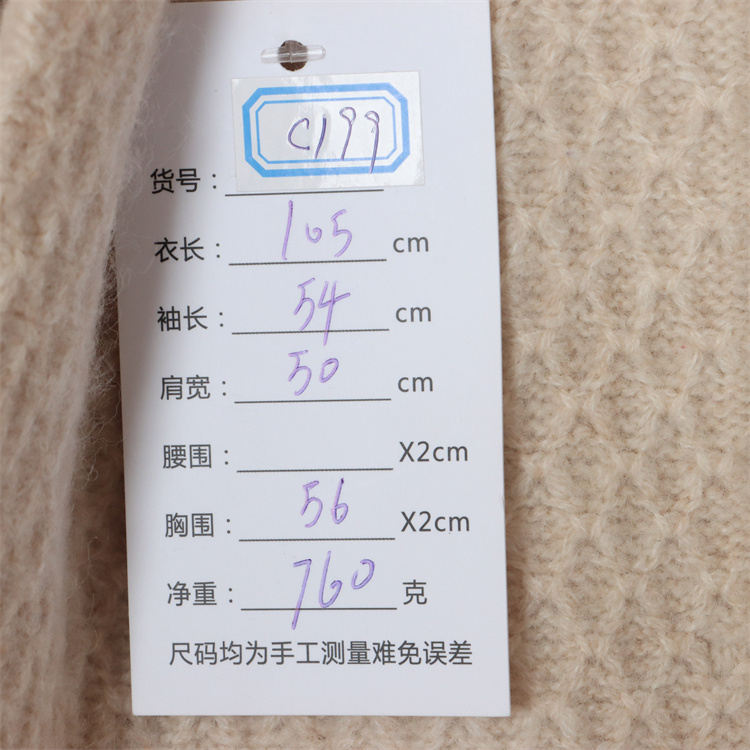 C199
货号：
衣长：105 cm
袖长：54 cm
肩宽：50 cm
腰围： X2cm
胸围：56 X2cm
净重：760 克
尺码均为手工测量难免误差